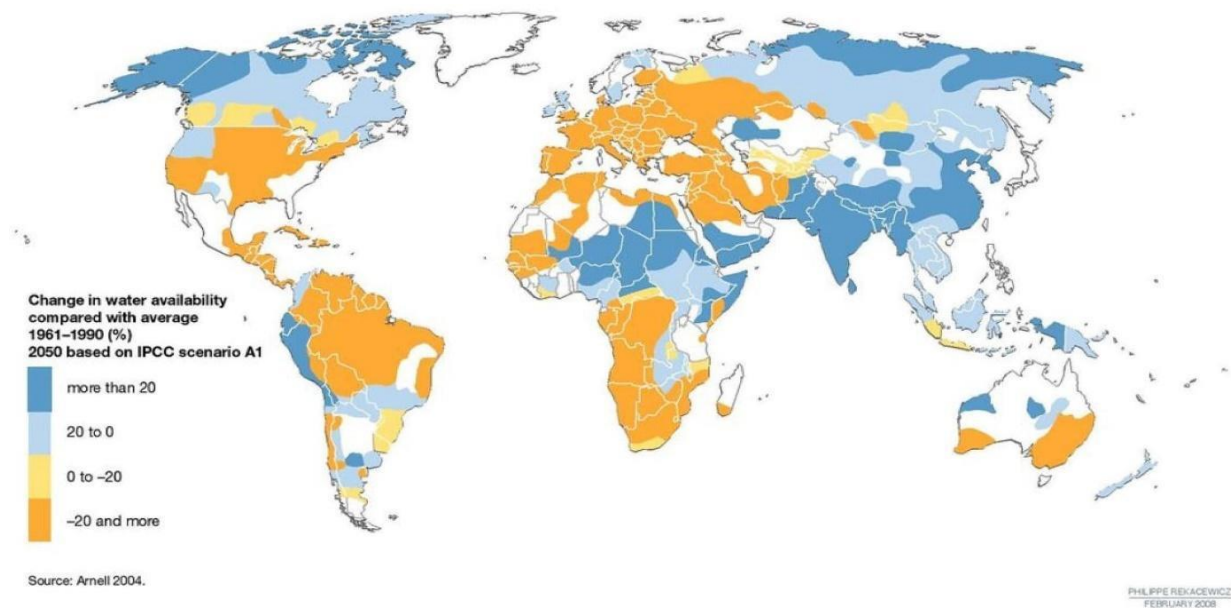 Change in water availability
compared with average
1961–1990 (%)
2050 based on IPCC scenario A1
more than 20
20 to 0
0 to –20
–20 and more
Source: Arnell 2004.
PHILIPPE REKACEWICZ
FEBRUARY 2008